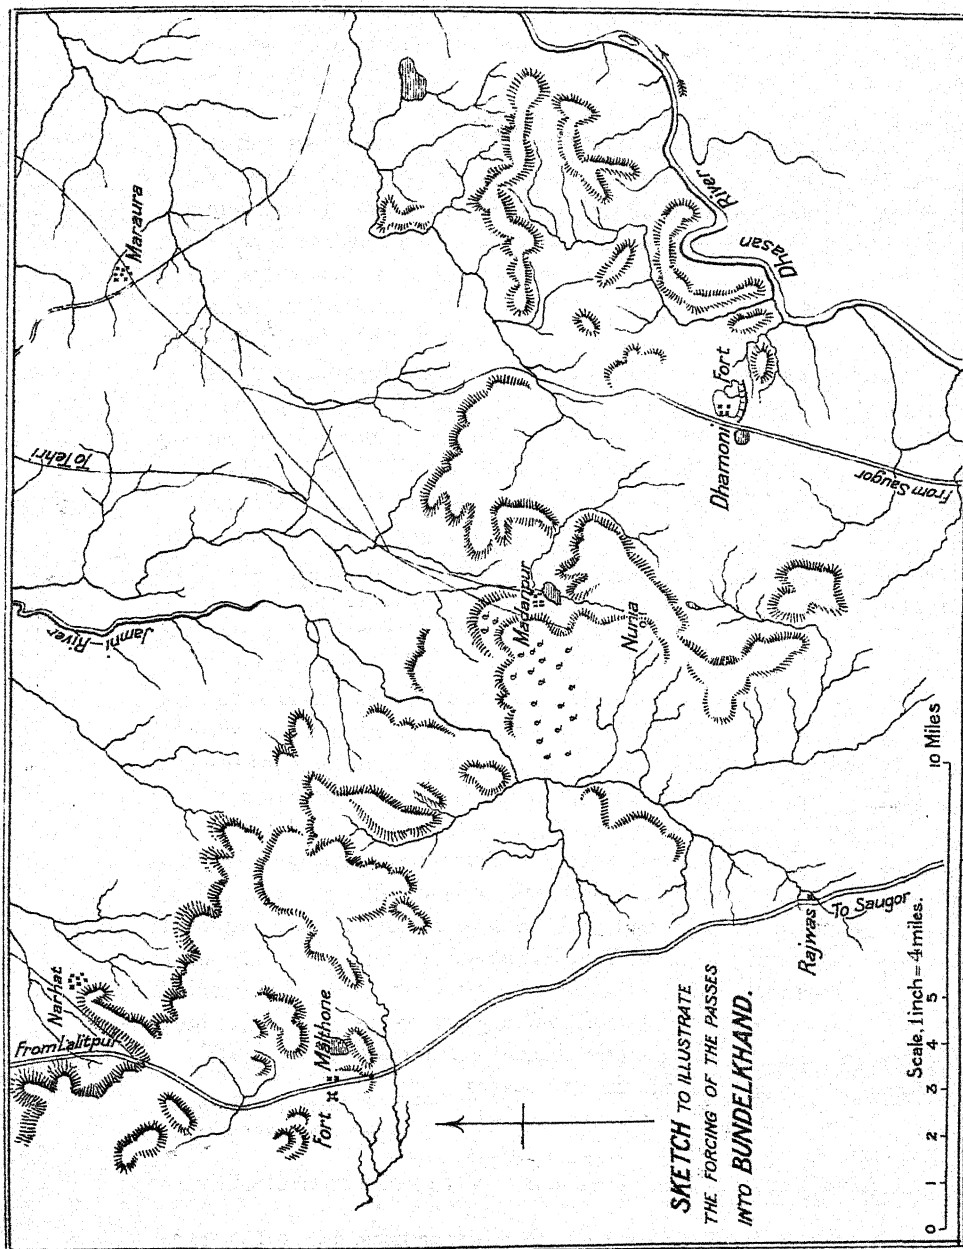 SKETCH TO ILLUSTRATE
THE FORCING OF THE PASSES
INTO BUNDELKHAND.
Scale, 1 inch = 4 miles.
0 1 2 3 4 5 10 Miles
From Lalitpur
Narhat
Fort
Malthone
Rajwas
To Saugor
Jamni River
To Tehri
Maraura
Madanpur
Nunia
Dhamoni Fort
From Saugor
Dhasan River